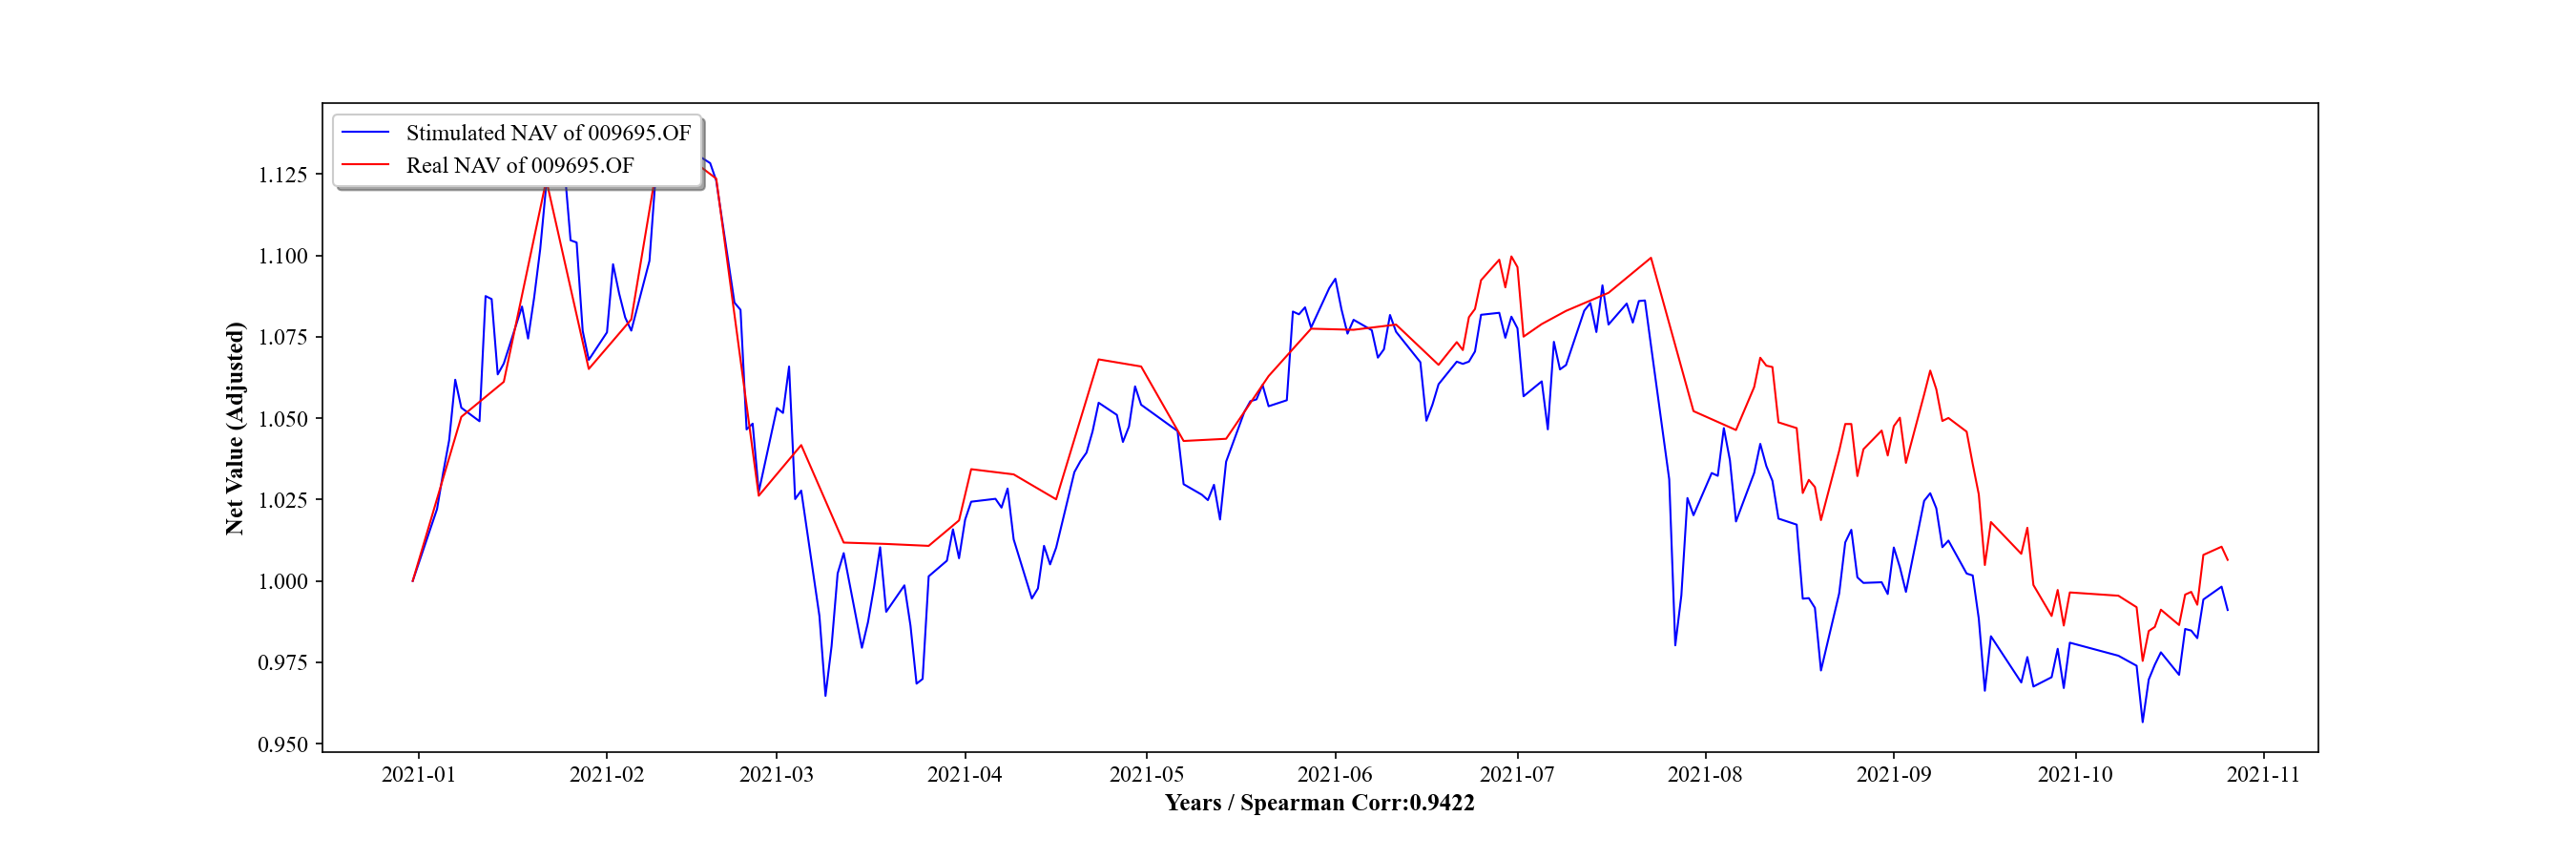 Stimulated NAV of 009695.OF
Real NAV of 009695.OF
1.125
1.100
1.075
1.050
1.025
1.000
0.975
0.950
Net Value (Adjusted)
2021-01 2021-02 2021-03 2021-04 2021-05 2021-06 2021-07 2021-08 2021-09 2021-10 2021-11
Years / Spearman Corr:0.9422